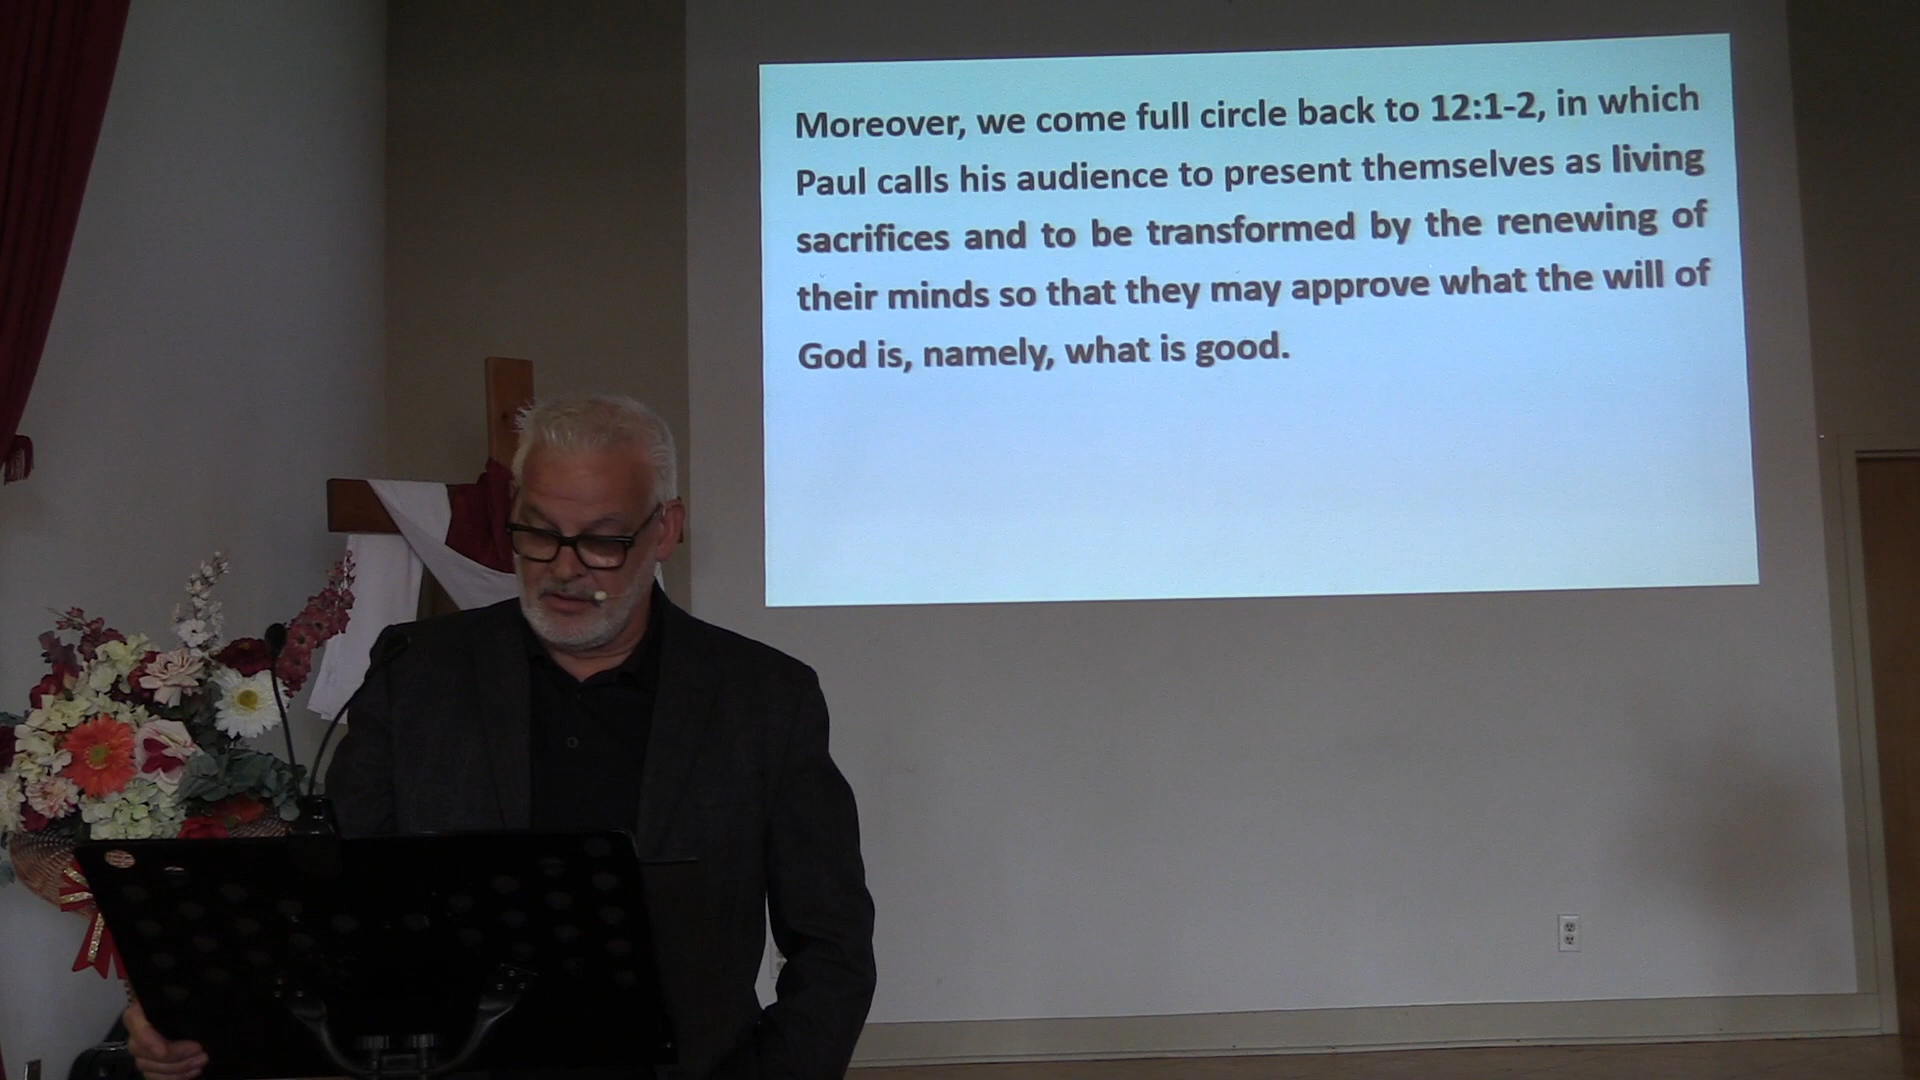 Moreover, we come full circle back to 12:1-2, in which
Paul calls his audience to present themselves as living
sacrifices and to be transformed by the renewing of
their minds so that they may approve what the will of
God is, namely, what is good.